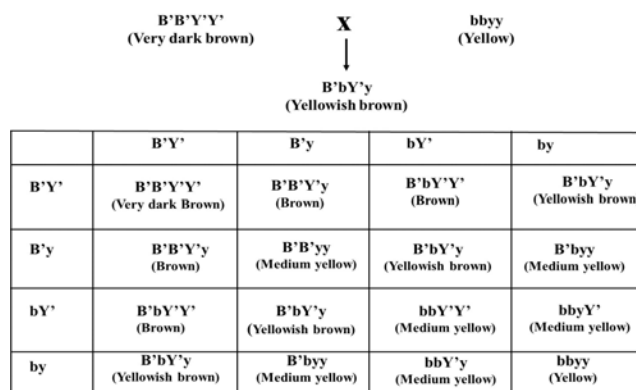 B'B'Y'Y' X bbyy
(Very dark brown) (Yellow)
B'bY'y
(Yellowish brown)
B'Y' B'y bY' by
B'Y' B'B'Y'Y' B'B'Y'y B'bY'Y' B'bY'y
(Very dark Brown) (Brown) (Brown) (Yellowish brown
B'y B'B'Y'y B'B'yy B'bY'y B'byy
(Brown) (Medium yellow) (Yellowish brown) (Medium yellow)
bY' B'bY'Y' B'bY'y bbY'Y' bbyY'
(Brown) (Yellowish brown) (Medium yellow) (Medium yellow)
by B'bY'y B'byy bbY'y bbyy
(Yellowish brown) (Medium yellow) (Medium yellow) (Yellow)